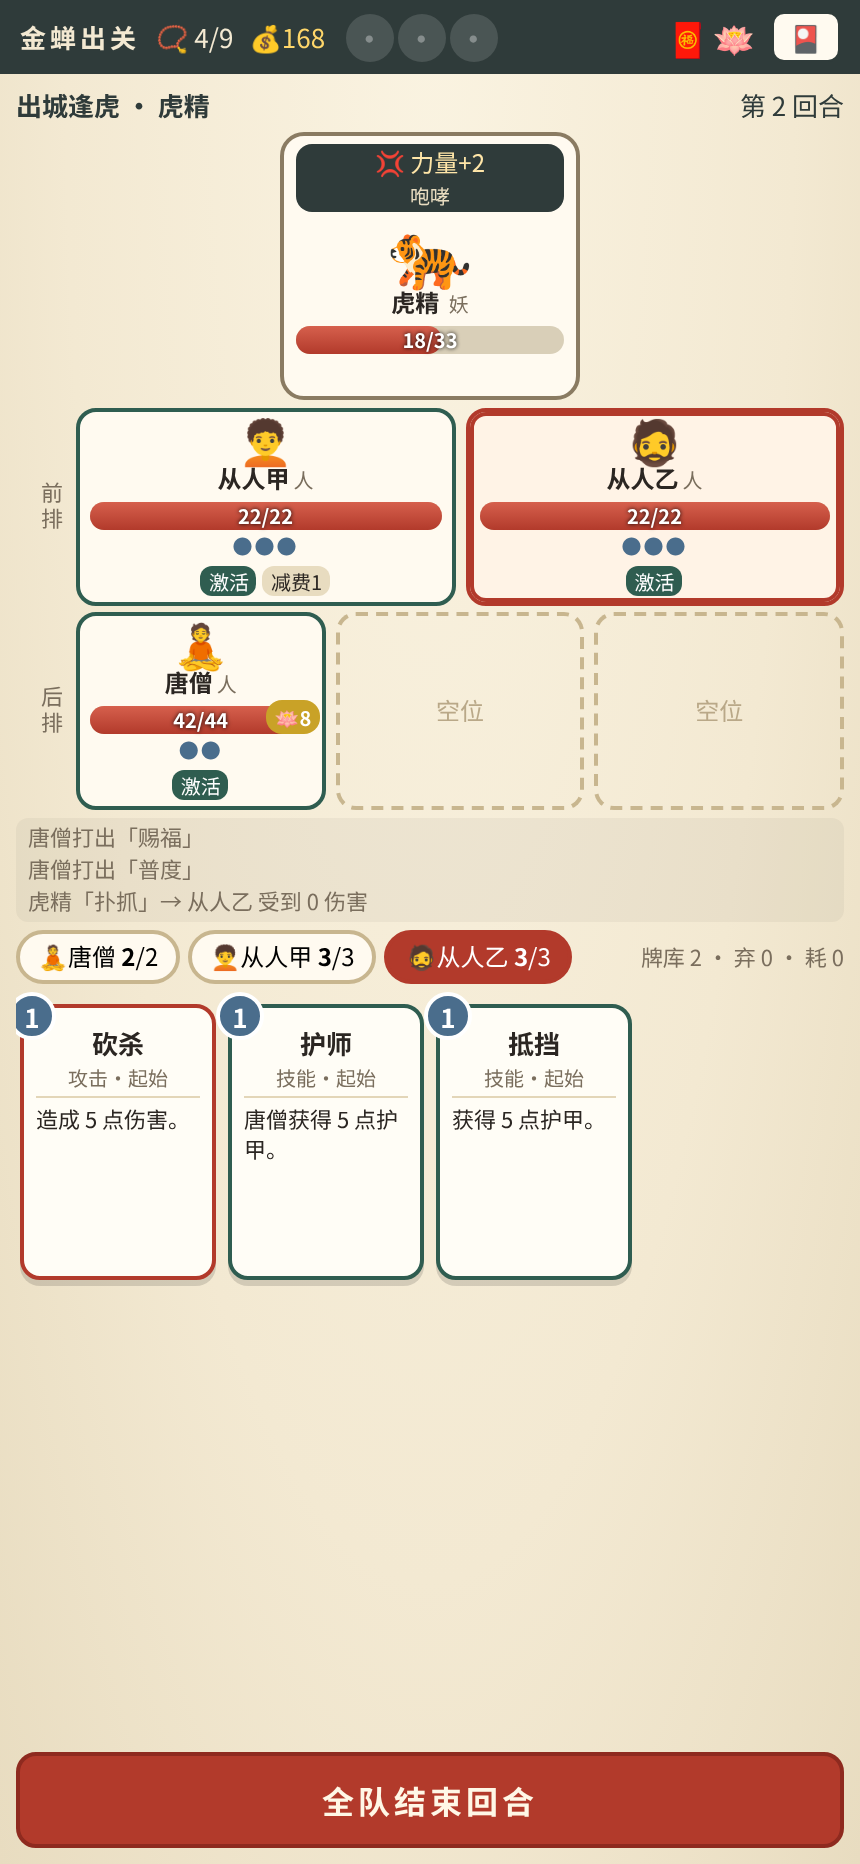 金蝉出关 4/9 168
出城逢虎 · 虎精 第 2 回合
力量+2
咆哮
虎精 妖
18/33
前排
从人甲 人
22/22
激活 减费1
从人乙 人
22/22
激活
后排
唐僧 人
42/44 8
激活
空位
空位
唐僧打出「赐福」
唐僧打出「普度」
虎精「扑抓」→ 从人乙 受到 0 伤害
唐僧 2/2 从人甲 3/3 从人乙 3/3 牌库 2 · 弃 0 · 耗 0
1
砍杀
攻击·起始
造成 5 点伤害。
1
护师
技能·起始
唐僧获得 5 点护
甲。
1
抵挡
技能·起始
获得 5 点护甲。
全队结束回合